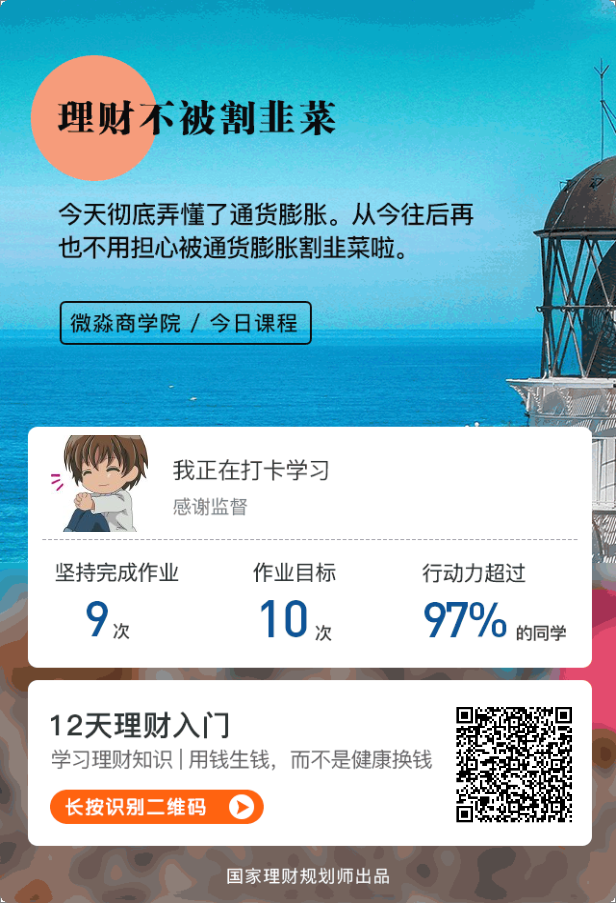 理财不被割韭菜
今天彻底弄懂了通货膨胀。从今往后再
也不用担心被通货膨胀割韭菜啦。
微淼商学院 / 今日课程
我正在打卡学习
感谢监督
坚持完成作业 作业目标 行动力超过
9次 10次 97%的同学
12天理财入门
学习理财知识 | 用钱生钱，而不是健康换钱
长按识别二维码
国家理财规划师出品